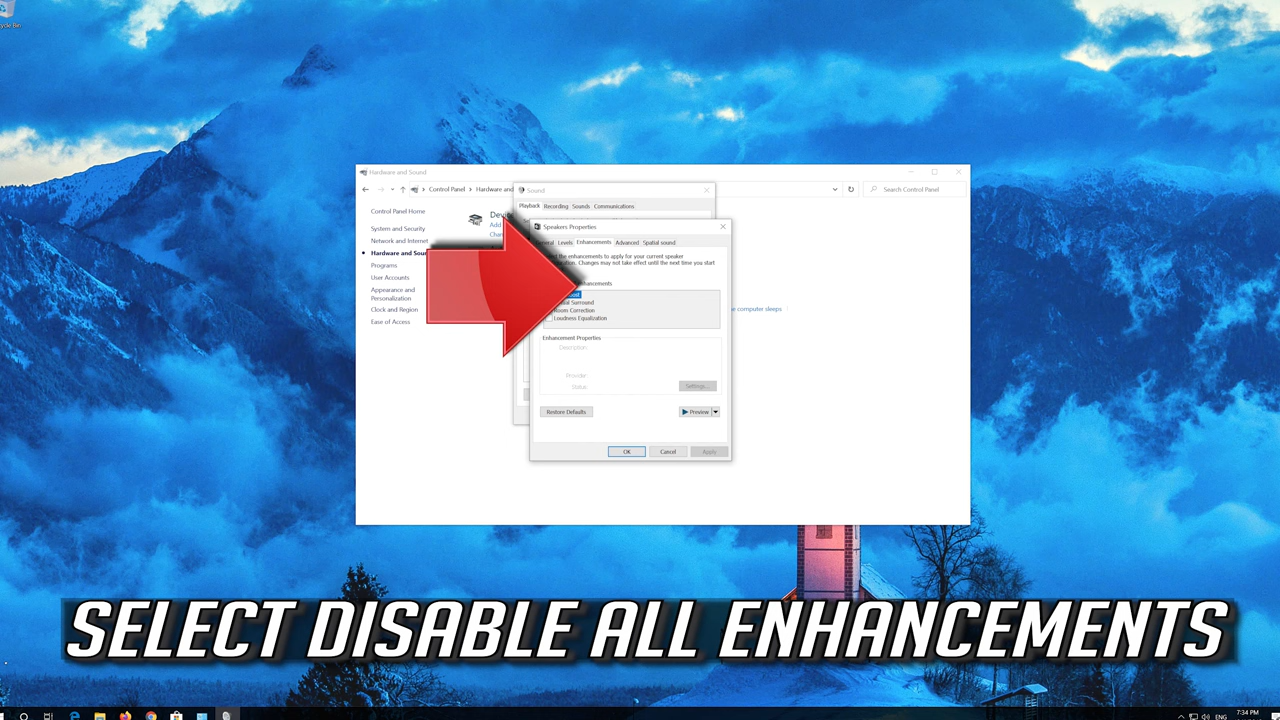 cycle Bin
Hardware and Sound
Control Panel
Hardware and
Search Control Panel
Control Panel Home
System and Security
Network and Internet
Hardware and Sou
Programs
User Accounts
Appearance and
Personalization
Clock and Region
Ease of Access
Add
Sound
Playback
Recording
Sounds
Communications
Speakers Properties
Levels
Enhancements
Advanced
Spatial sound
the enhancements to apply for your current speaker
Changes may not take effect until the next time you start
enhancements
Surround
Room Correction
Loudness Equalization
Enhancement Properties
Description
Provider
Status
Settings...
Restore Defaults
Preview
OK
Cancel
Apply
computer sleeps
SELECT DISABLE ALL ENHANCEMENTS
ENG
7:34 PM